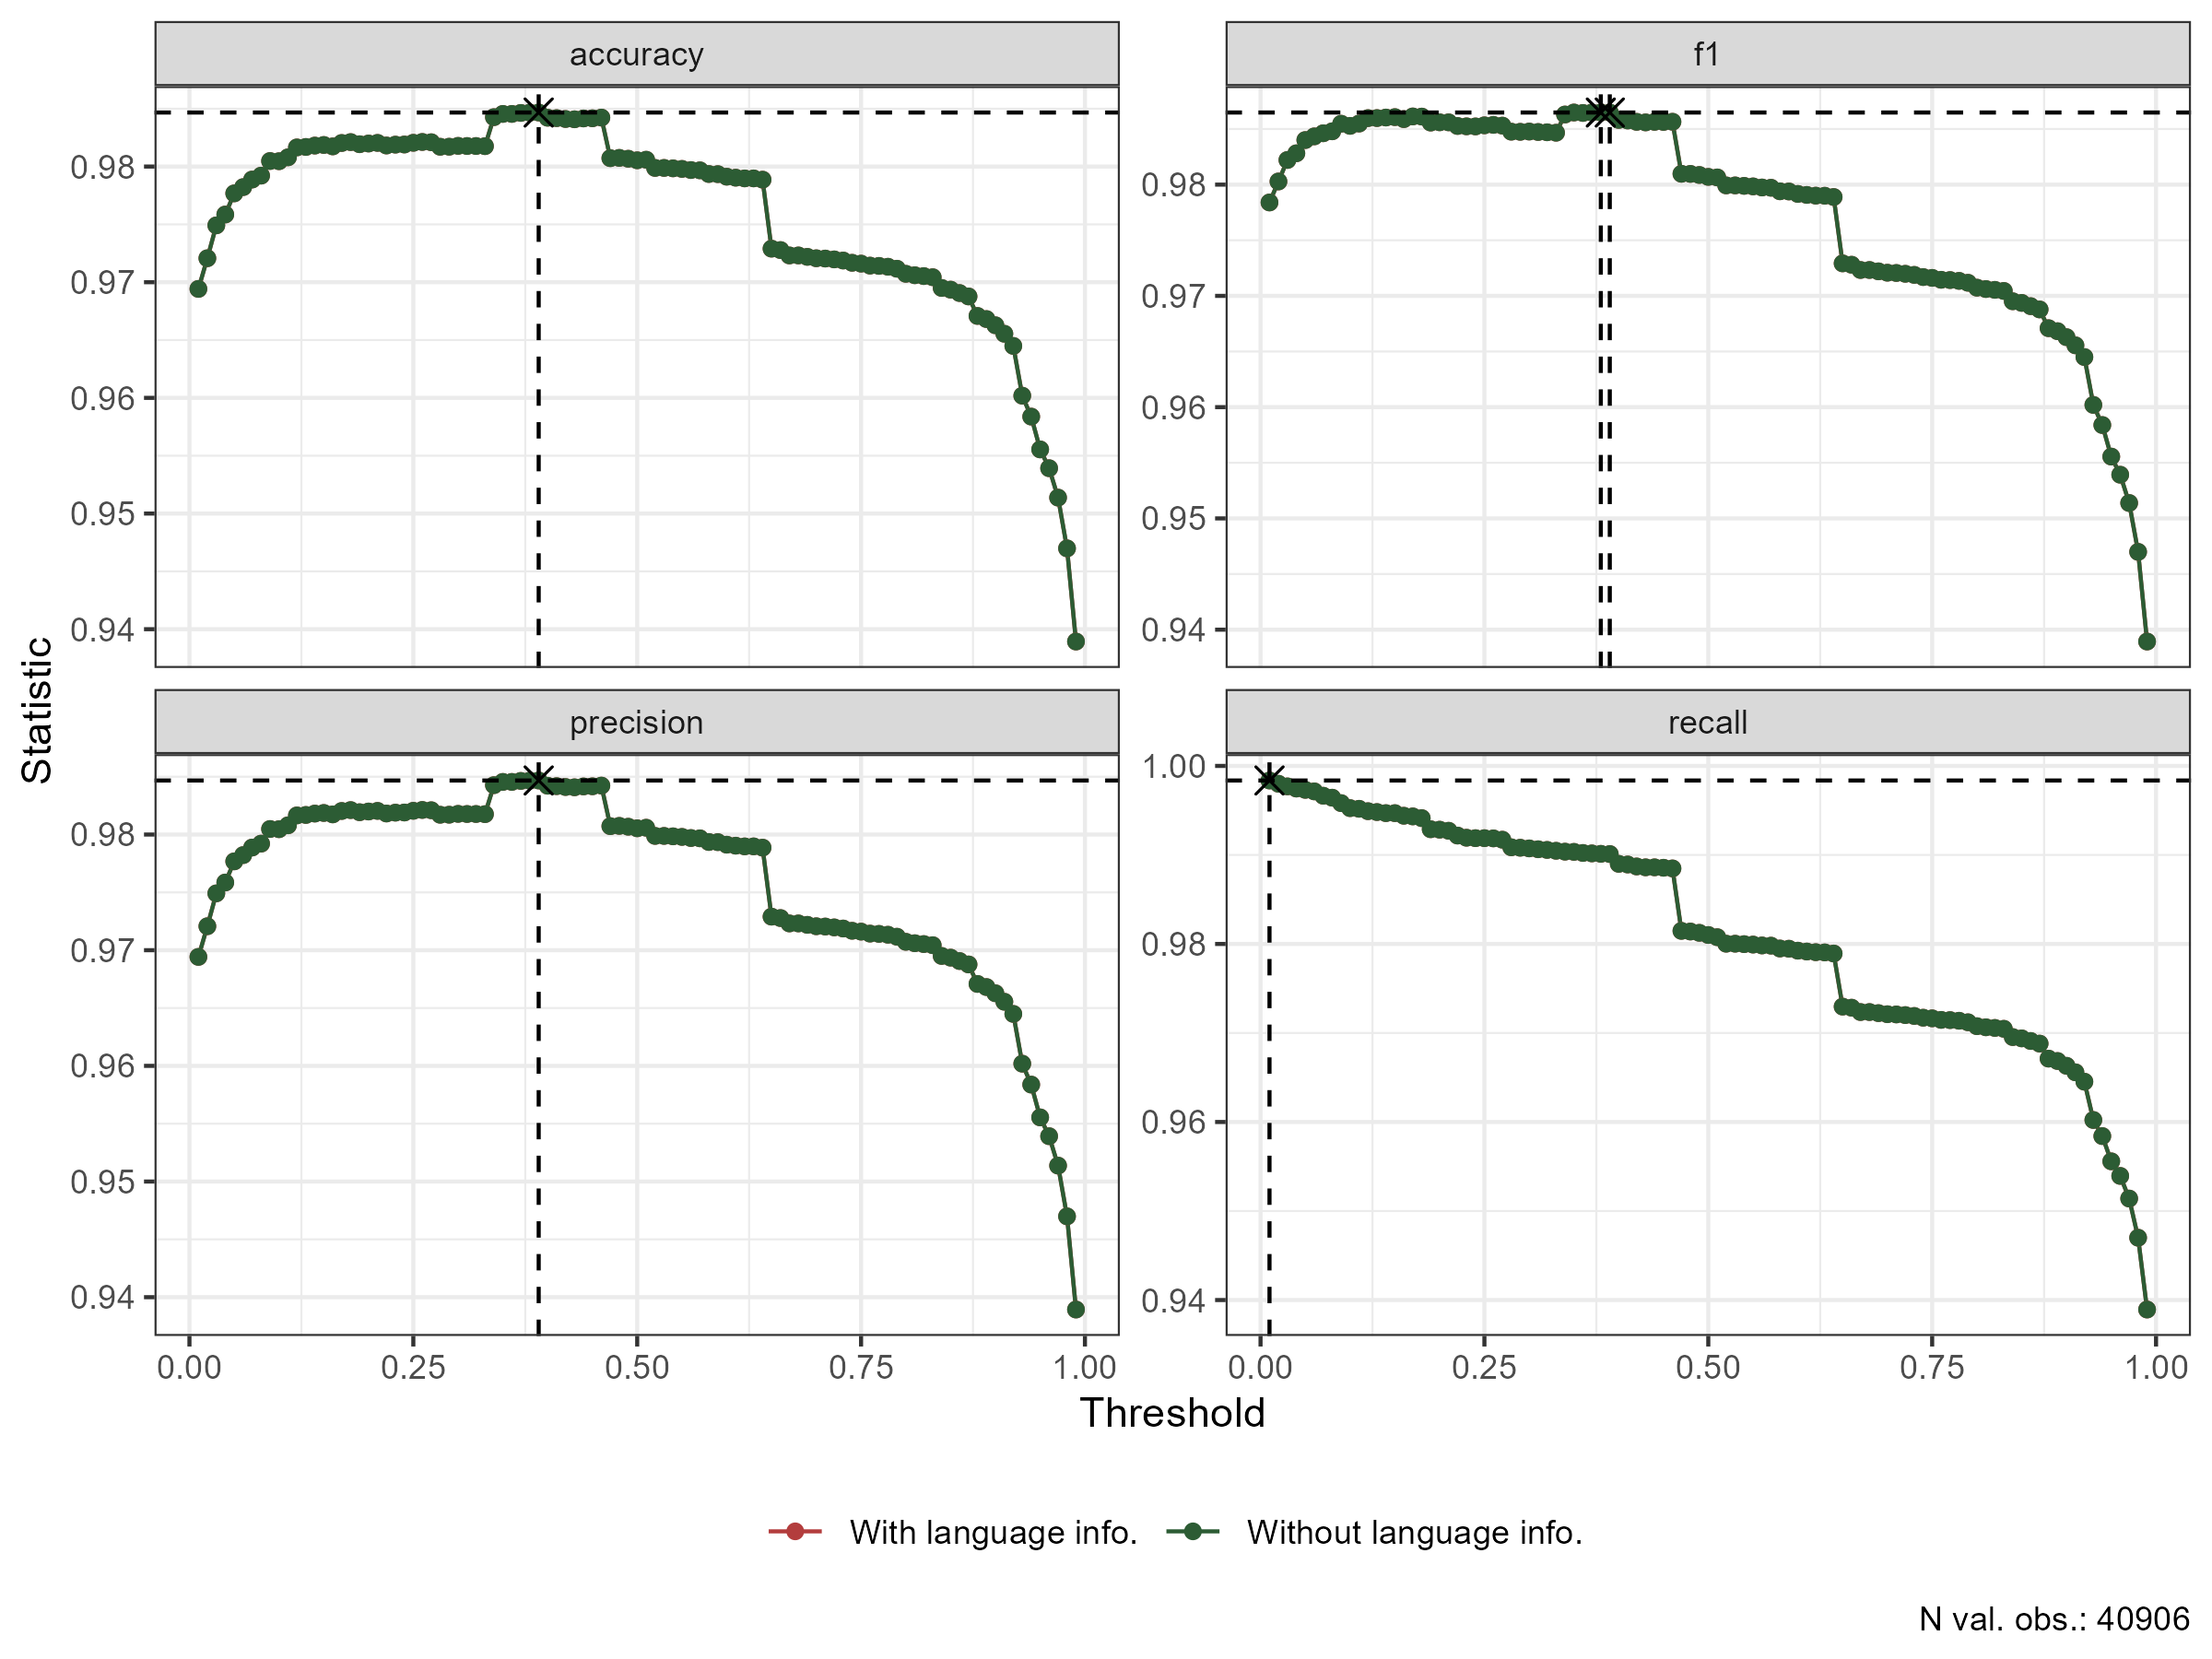 accuracy
f1
0.98
0.97
0.96
0.95
0.94
0.98
0.97
0.96
0.95
0.94
Statistic
precision
recall
0.98
0.97
0.96
0.95
0.94
1.00
0.98
0.96
0.94
0.00 0.25 0.50 0.75 1.00
0.00 0.25 0.50 0.75 1.00
Threshold
With language info. Without language info.
N val. obs.: 40906